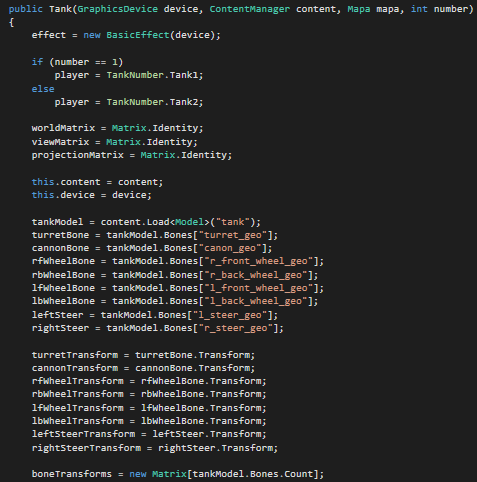 public Tank(GraphicsDevice device, ContentManager content, Mapa mapa, int number)
{
effect = new BasicEffect(device);
if (number == 1)
player = TankNumber.Tank1;
else
player = TankNumber.Tank2;
worldMatrix = Matrix.Identity;
viewMatrix = Matrix.Identity;
projectionMatrix = Matrix.Identity;
this.content = content;
this.device = device;
tankModel = content.Load<Model>("tank");
turretBone = tankModel.Bones["turret_geo"];
cannonBone = tankModel.Bones["canon_geo"];
rfWheelBone = tankModel.Bones["r_front_wheel_geo"];
rbWheelBone = tankModel.Bones["r_back_wheel_geo"];
lfWheelBone = tankModel.Bones["l_front_wheel_geo"];
lbWheelBone = tankModel.Bones["l_back_wheel_geo"];
leftSteer = tankModel.Bones["l_steer_geo"];
rightSteer = tankModel.Bones["r_steer_geo"];
turretTransform = turretBone.Transform;
cannonTransform = cannonBone.Transform;
rfWheelTransform = rfWheelBone.Transform;
rbWheelTransform = rbWheelBone.Transform;
lfWheelTransform = lfWheelBone.Transform;
lbWheelTransform = lbWheelBone.Transform;
leftSteerTransform = leftSteer.Transform;
rightSteerTransform = rightSteer.Transform;
boneTransforms = new Matrix[tankModel.Bones.Count];